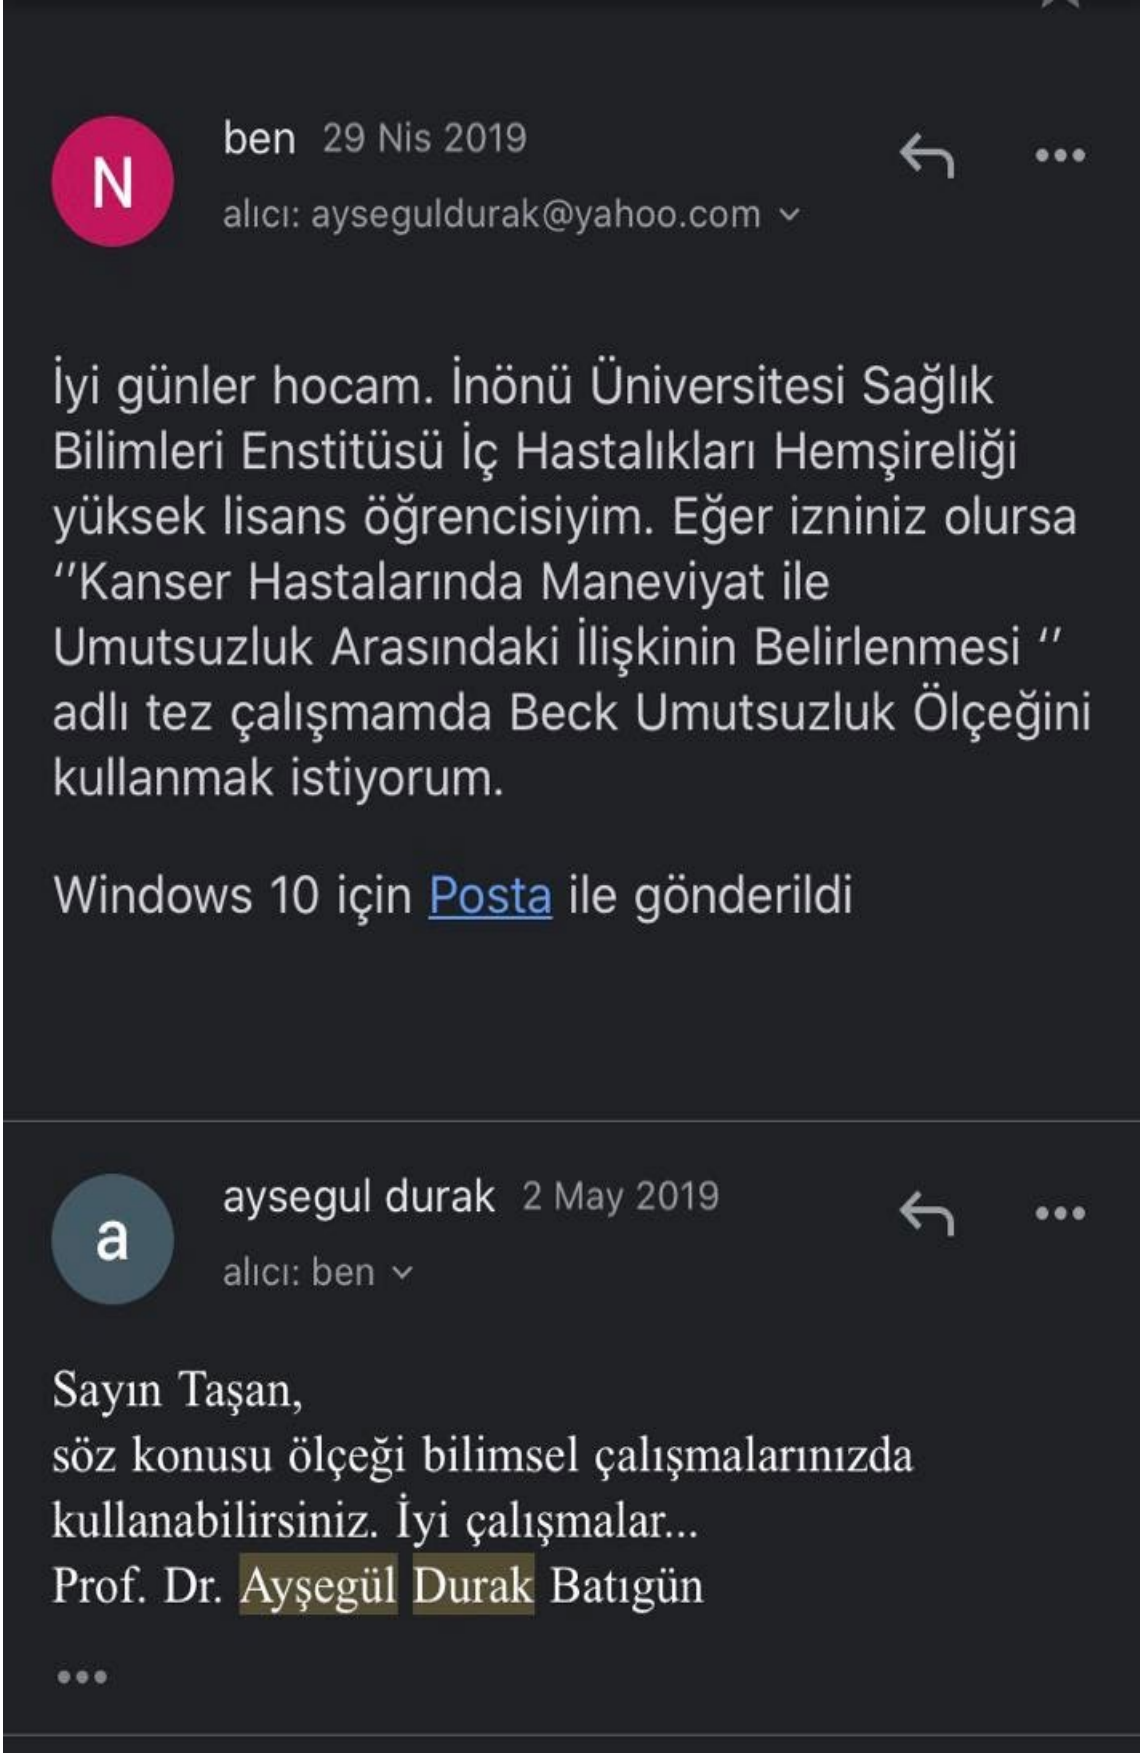 N
ben 29 Nis 2019
alıcı: ayseguldurak@yahoo.com
İyi günler hocam. İnönü Üniversitesi Sağlık
Bilimleri Enstitüsü İç Hastalıkları Hemşireliği
yüksek lisans öğrencisiyim. Eğer izniniz olursa
‘’Kanser Hastalarında Maneviyat ile
Umutsuzluk Arasındaki İlişkinin Belirlenmesi ‘’
adlı tez çalışmamda Beck Umutsuzluk Ölçeğini
kullanmak istiyorum.
Windows 10 için Posta ile gönderildi
a
aysegul durak 2 May 2019
alıcı: ben
Sayın Taşan,
söz konusu ölçeği bilimsel çalışmalarınızda
kullanabilirsiniz. İyi çalışmalar...
Prof. Dr. Ayşegül Durak Batıgün